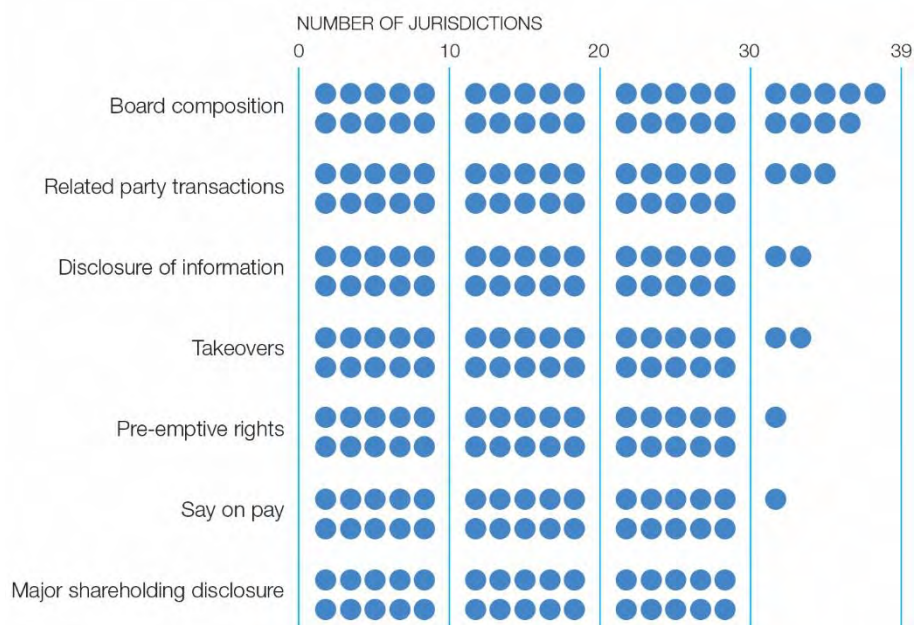 NUMBER OF JURISDICTIONS
0 10 20 30 39
Board composition
Related party transactions
Disclosure of information
Takeovers
Pre-emptive rights
Say on pay
Major shareholding disclosure